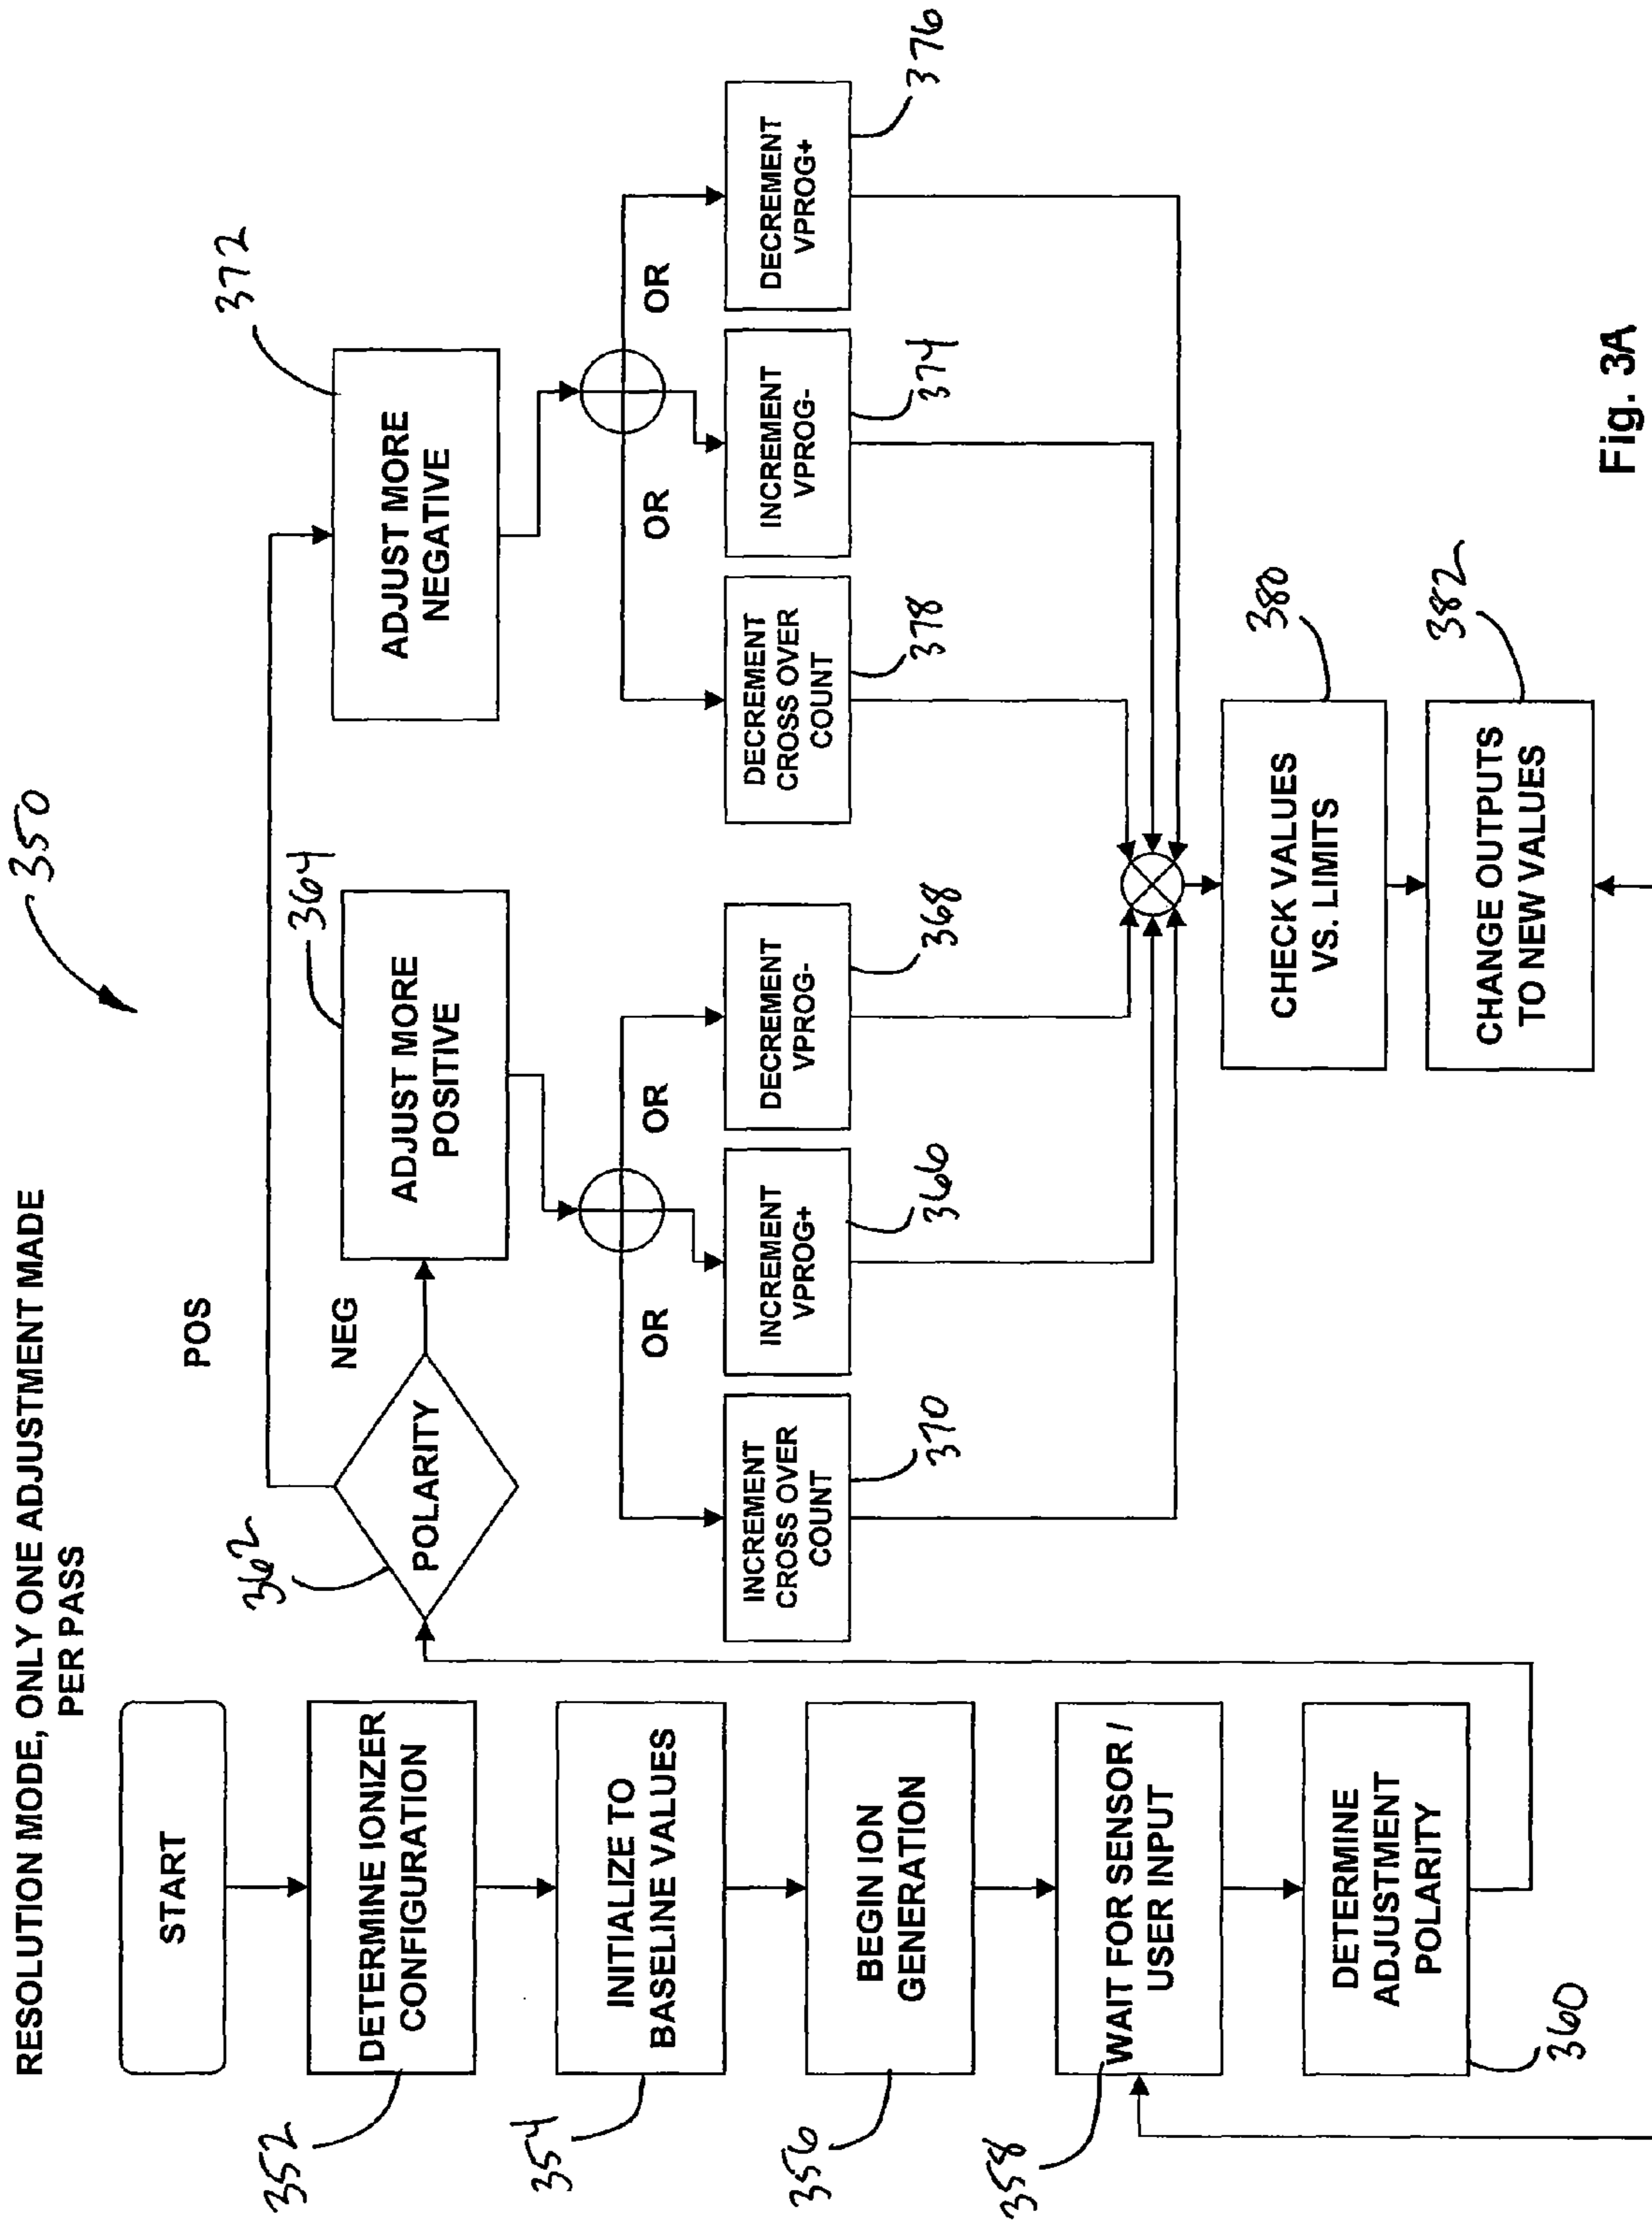 RESOLUTION MODE, ONLY ONE ADJUSTMENT MADE
PER PASS
350
START
DETERMINE IONIZER
CONFIGURATION
352
INITIALIZE TO
BASELINE VALUES
354
BEGIN ION
GENERATION
356
WAIT FOR SENSOR /
USER INPUT
358
DETERMINE
ADJUSTMENT
POLARITY
360
POLARITY
362
POS
NEG
ADJUST MORE
POSITIVE
364
OR
OR
INCREMENT
CROSS OVER
COUNT
370
INCREMENT
VPROG+
366
DECREMENT
VPROG-
368
ADJUST MORE
NEGATIVE
372
OR
OR
DECREMENT
CROSS OVER
COUNT
378
INCREMENT
VPROG-
374
DECREMENT
VPROG+
376
CHECK VALUES
VS. LIMITS
380
CHANGE OUTPUTS
TO NEW VALUES
382
Fig. 3A